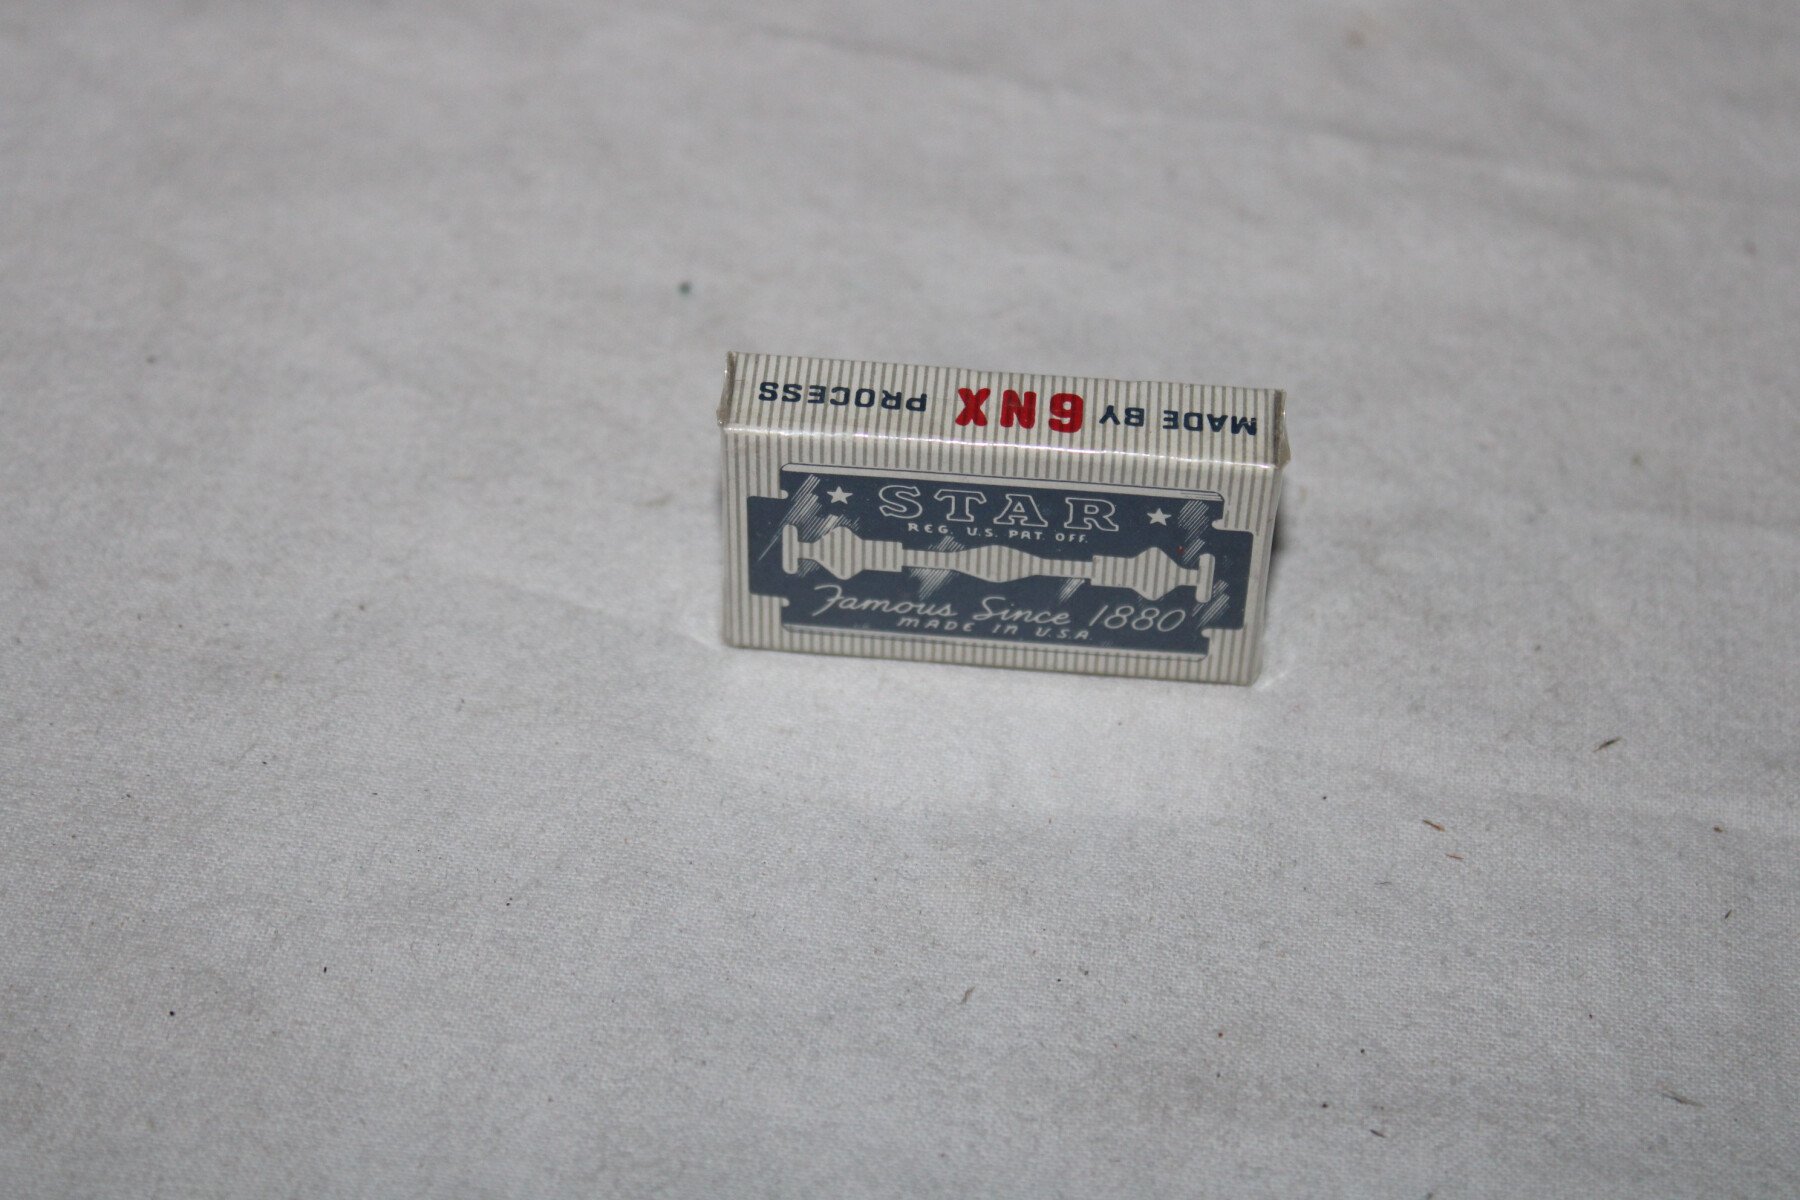 MADE BY 6NX PROCESS
STAR
REG. U.S. PAT. OFF.
Famous Since 1880
MADE IN U.S.A